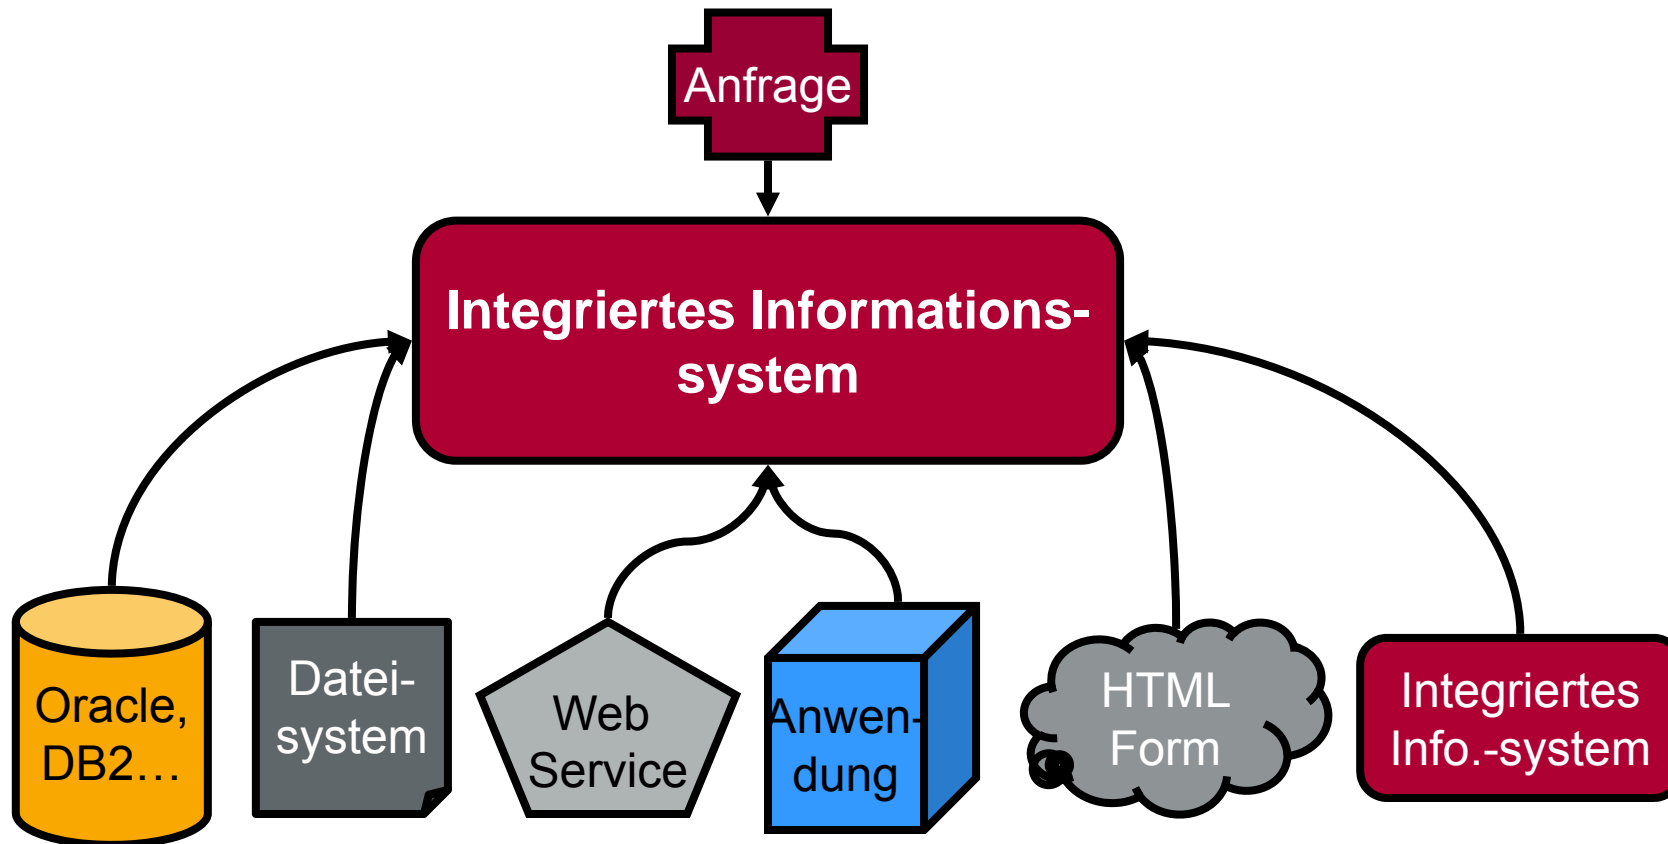 Anfrage
Integriertes Informations-
system
Oracle,
DB2…
Datei-
system
Web
Service
Anwen-
dung
HTML
Form
Integriertes
Info.-system